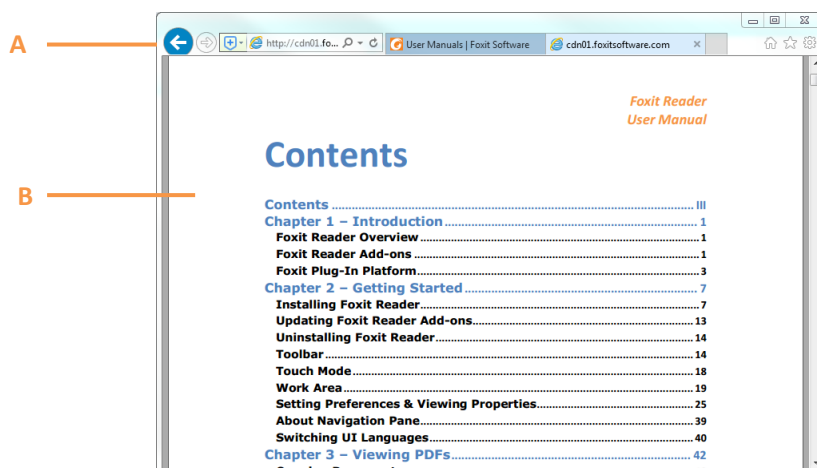 A
http://cdn01.fo...
User Manuals | Foxit Software
cdn01.foxitsoftware.com
Foxit Reader
User Manual
Contents
B
Contents ........ III
Chapter 1 – Introduction ........ 1
Foxit Reader Overview ........ 1
Foxit Reader Add-ons ........ 1
Foxit Plug-In Platform ........ 3
Chapter 2 – Getting Started ........ 7
Installing Foxit Reader ........ 7
Updating Foxit Reader Add-ons ........ 13
Uninstalling Foxit Reader ........ 14
Toolbar ........ 14
Touch Mode ........ 18
Work Area ........ 19
Setting Preferences & Viewing Properties ........ 25
About Navigation Pane ........ 39
Switching UI Languages ........ 40
Chapter 3 – Viewing PDFs ........ 42